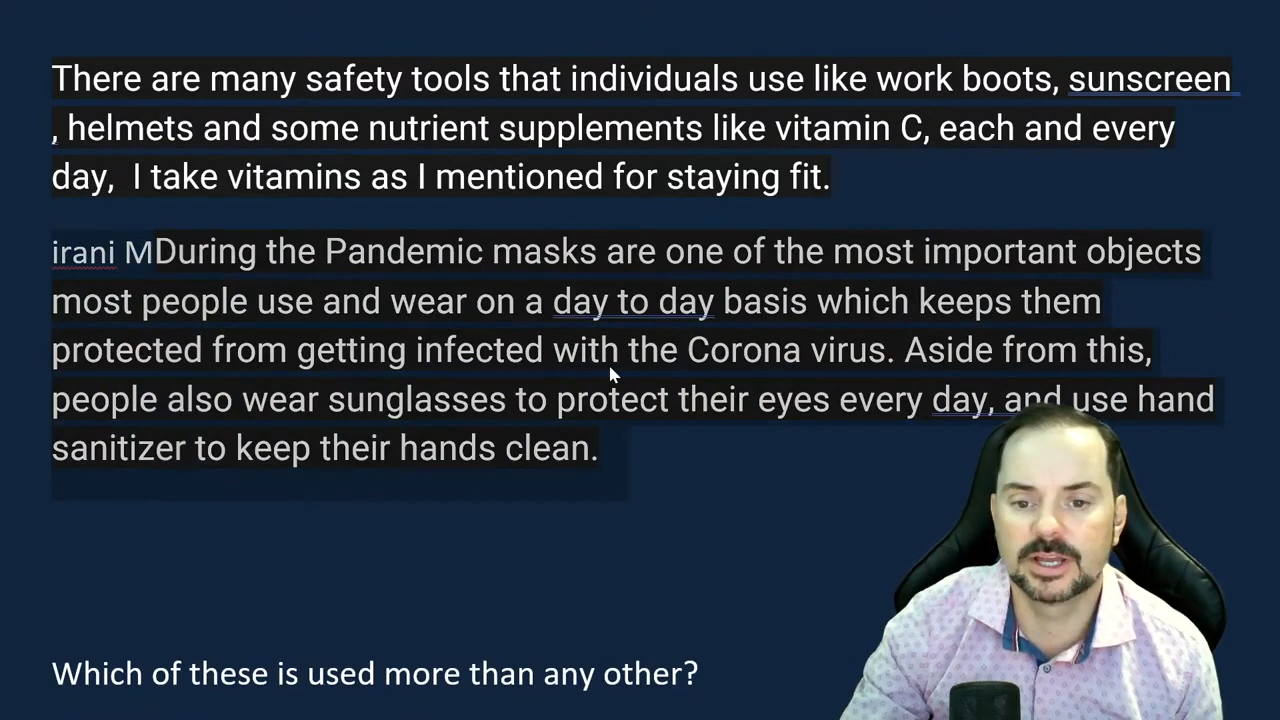 There are many safety tools that individuals use like work boots, sunscreen
, helmets and some nutrient supplements like vitamin C, each and every
day,  I take vitamins as I mentioned for staying fit.
irani MDuring the Pandemic masks are one of the most important objects
most people use and wear on a day to day basis which keeps them
protected from getting infected with the Corona virus. Aside from this,
people also wear sunglasses to protect their eyes every day, and use hand
sanitizer to keep their hands clean.
Which of these is used more than any other?